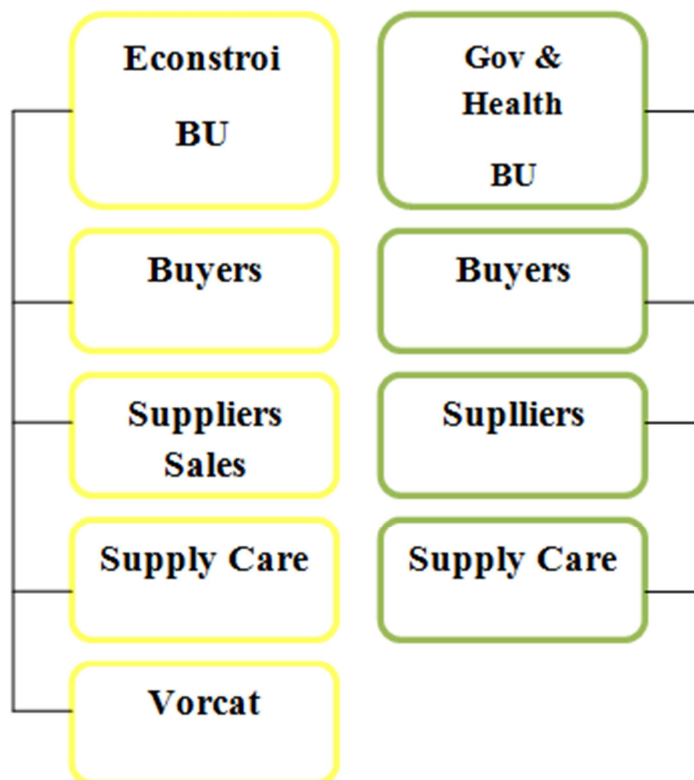 Econstroi
BU
Buyers
Suppliers
Sales
Supply Care
Vorcat
Gov &
Health
BU
Buyers
Suplliers
Supply Care